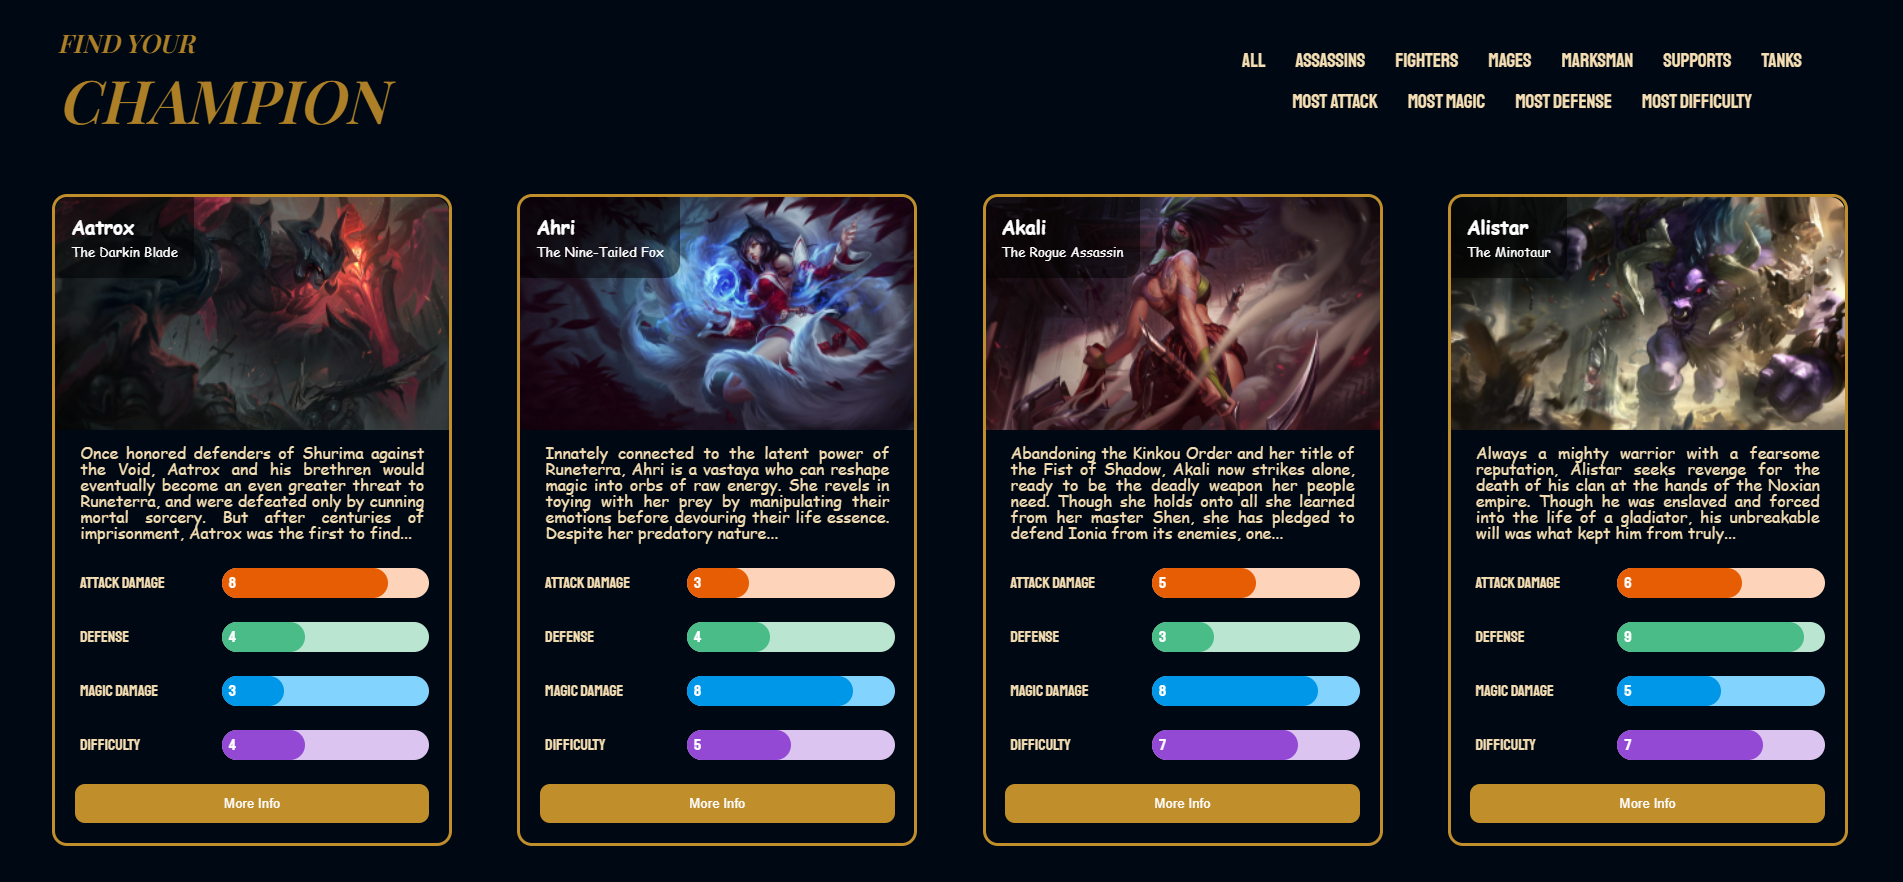 FIND YOUR
CHAMPION
ALL ASSASSINS FIGHTERS MAGES MARKSMAN SUPPORTS TANKS
MOST ATTACK MOST MAGIC MOST DEFENSE MOST DIFFICULTY
Aatrox
The Darkin Blade
Once honored defenders of Shurima against
the Void, Aatrox and his brethren would
eventually become an even greater threat to
Runeterra, and were defeated only by cunning
mortal sorcery. But after centuries of
imprisonment, Aatrox was the first to find...
ATTACK DAMAGE 8
DEFENSE 4
MAGIC DAMAGE 3
DIFFICULTY 4
More Info
Ahri
The Nine-Tailed Fox
Innately connected to the latent power of
Runeterra, Ahri is a vastaya who can reshape
magic into orbs of raw energy. She revels in
toying with her prey by manipulating their
emotions before devouring their life essence.
Despite her predatory nature...
ATTACK DAMAGE 3
DEFENSE 4
MAGIC DAMAGE 8
DIFFICULTY 5
More Info
Akali
The Rogue Assassin
Abandoning the Kinkou Order and her title of
the Fist of Shadow, Akali now strikes alone,
ready to be the deadly weapon her people
need. Though she holds onto all she learned
from her master Shen, she has pledged to
defend Ionia from its enemies, one...
ATTACK DAMAGE 5
DEFENSE 3
MAGIC DAMAGE 8
DIFFICULTY 7
More Info
Alistar
The Minotaur
Always a mighty warrior with a fearsome
reputation, Alistar seeks revenge for the
death of his clan at the hands of the Noxian
empire. Though he was enslaved and forced
into the life of a gladiator, his unbreakable
will was what kept him from truly...
ATTACK DAMAGE 6
DEFENSE 9
MAGIC DAMAGE 5
DIFFICULTY 7
More Info